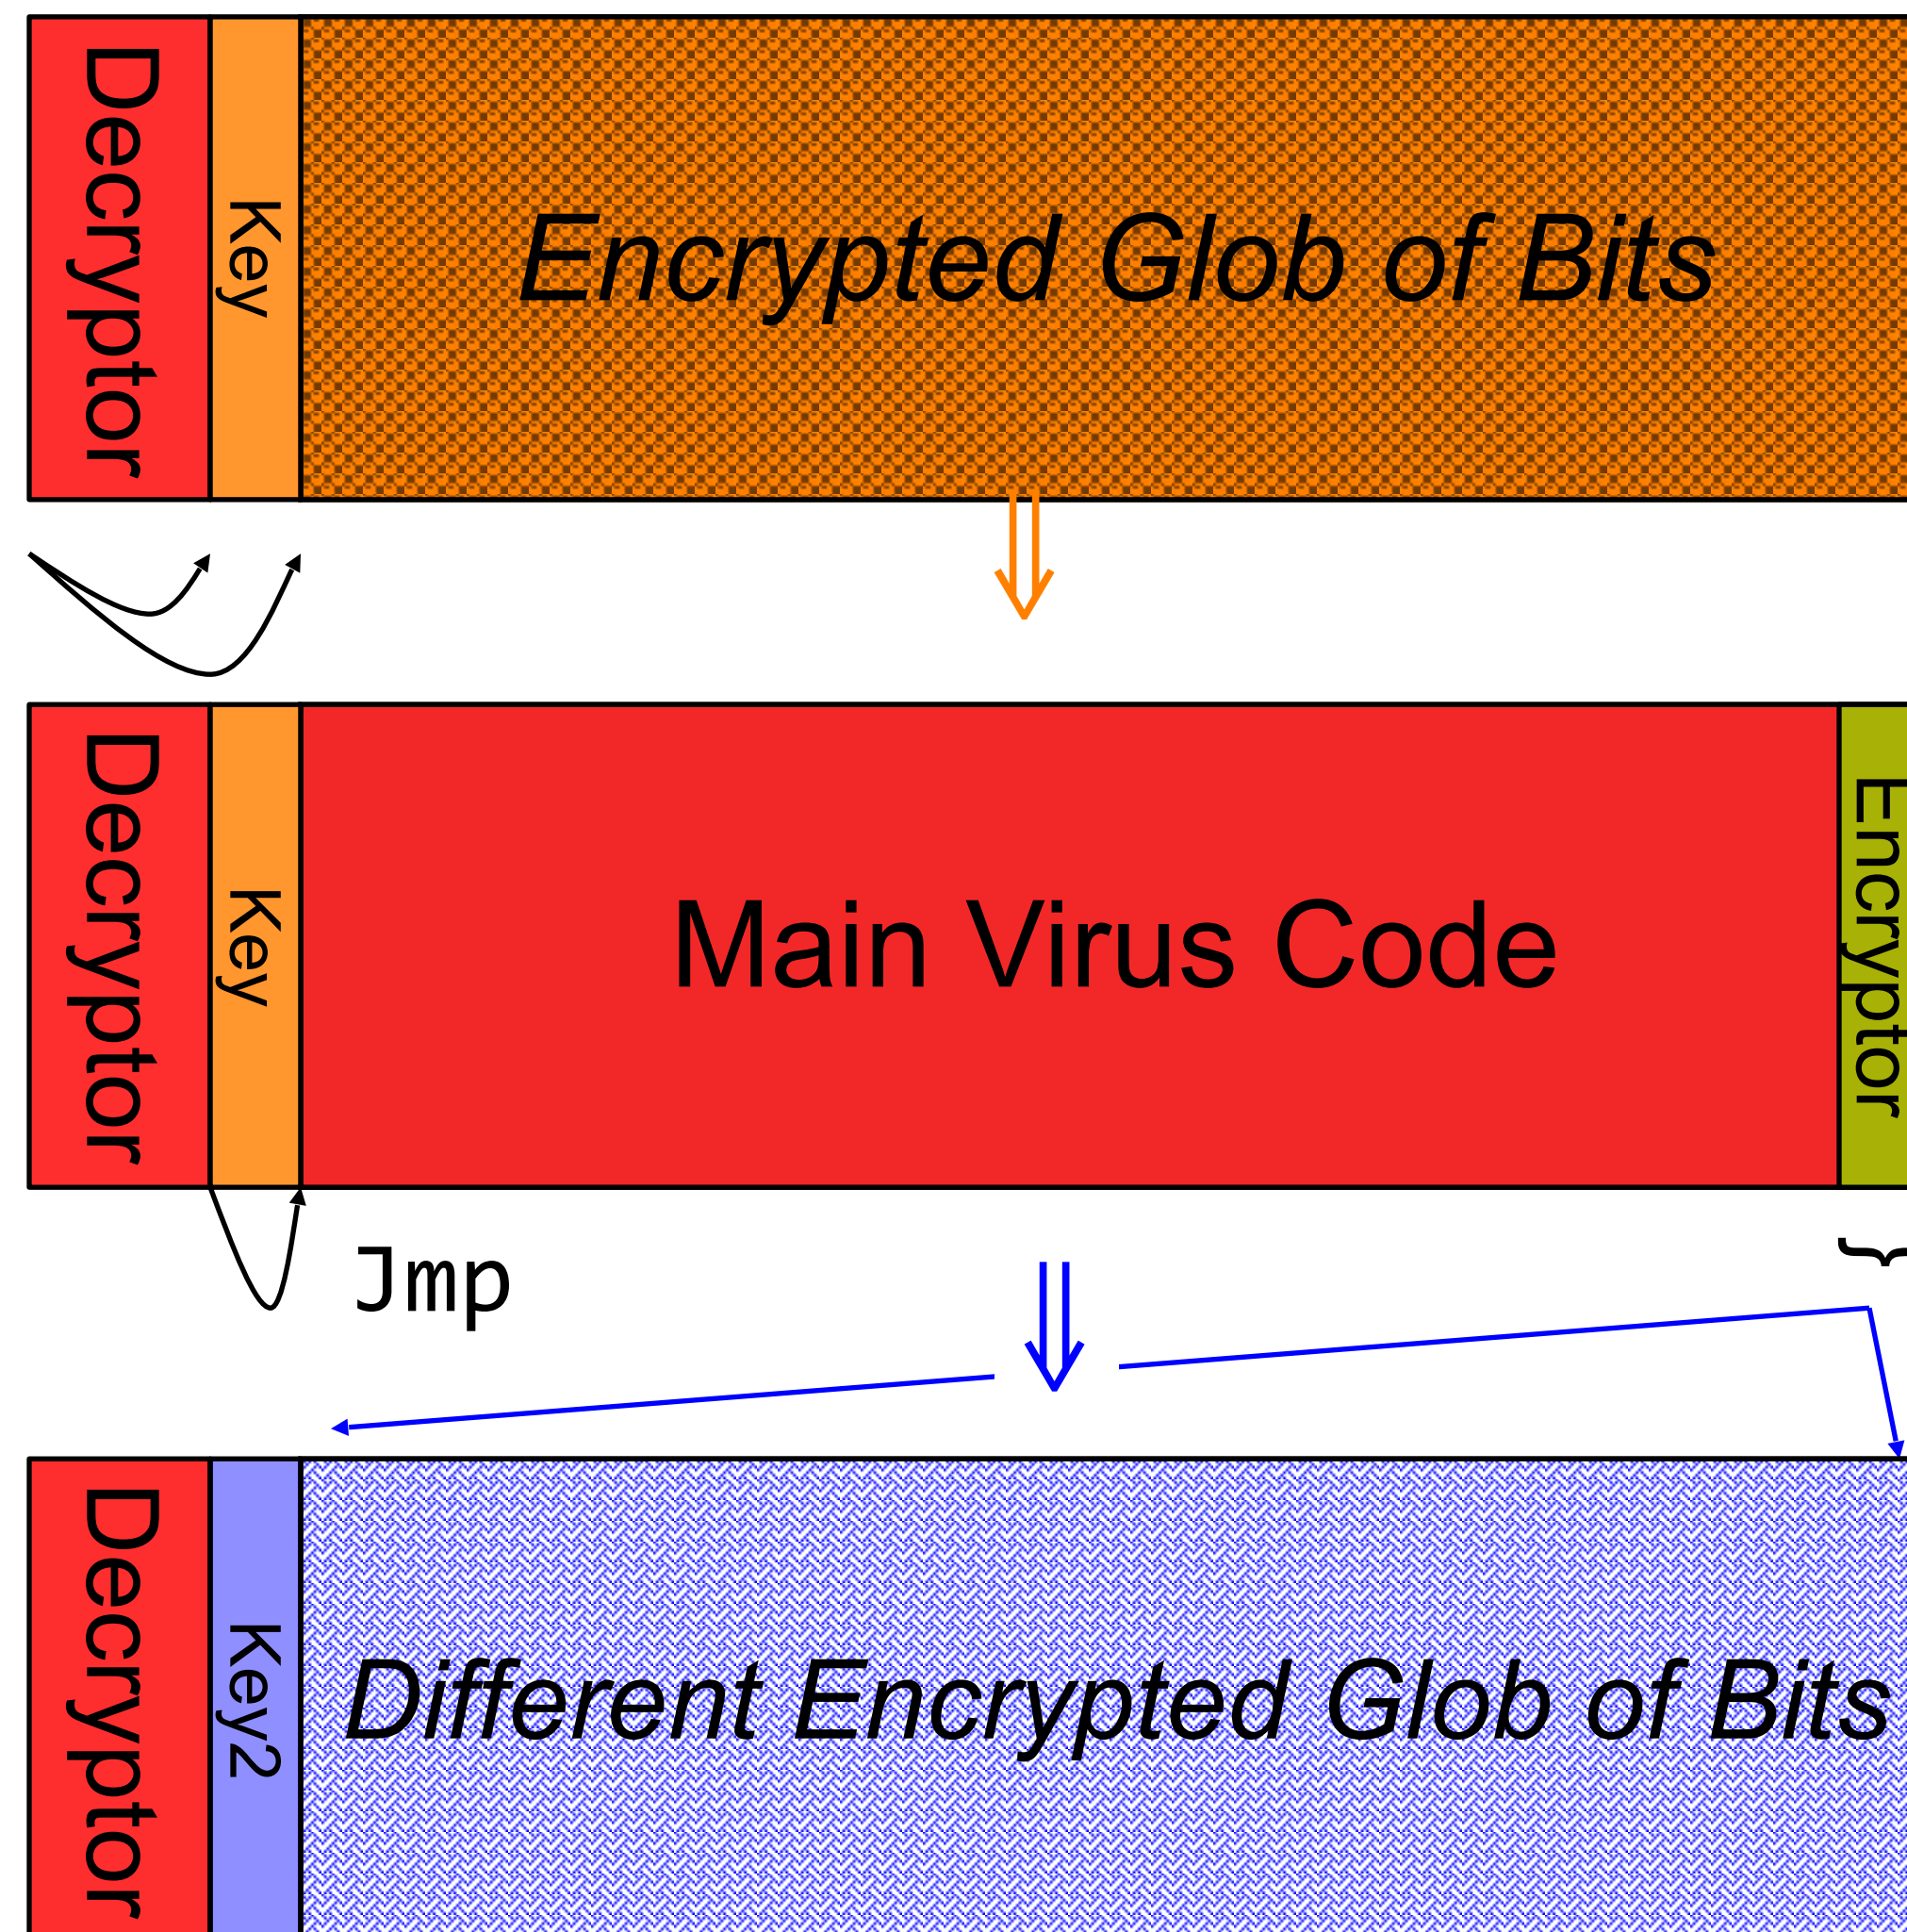 Decryptor
Key
Encrypted Glob of Bits
Decryptor
Key
Main Virus Code
Encryptor
Jmp
}
Decryptor
Key2
Different Encrypted Glob of Bits